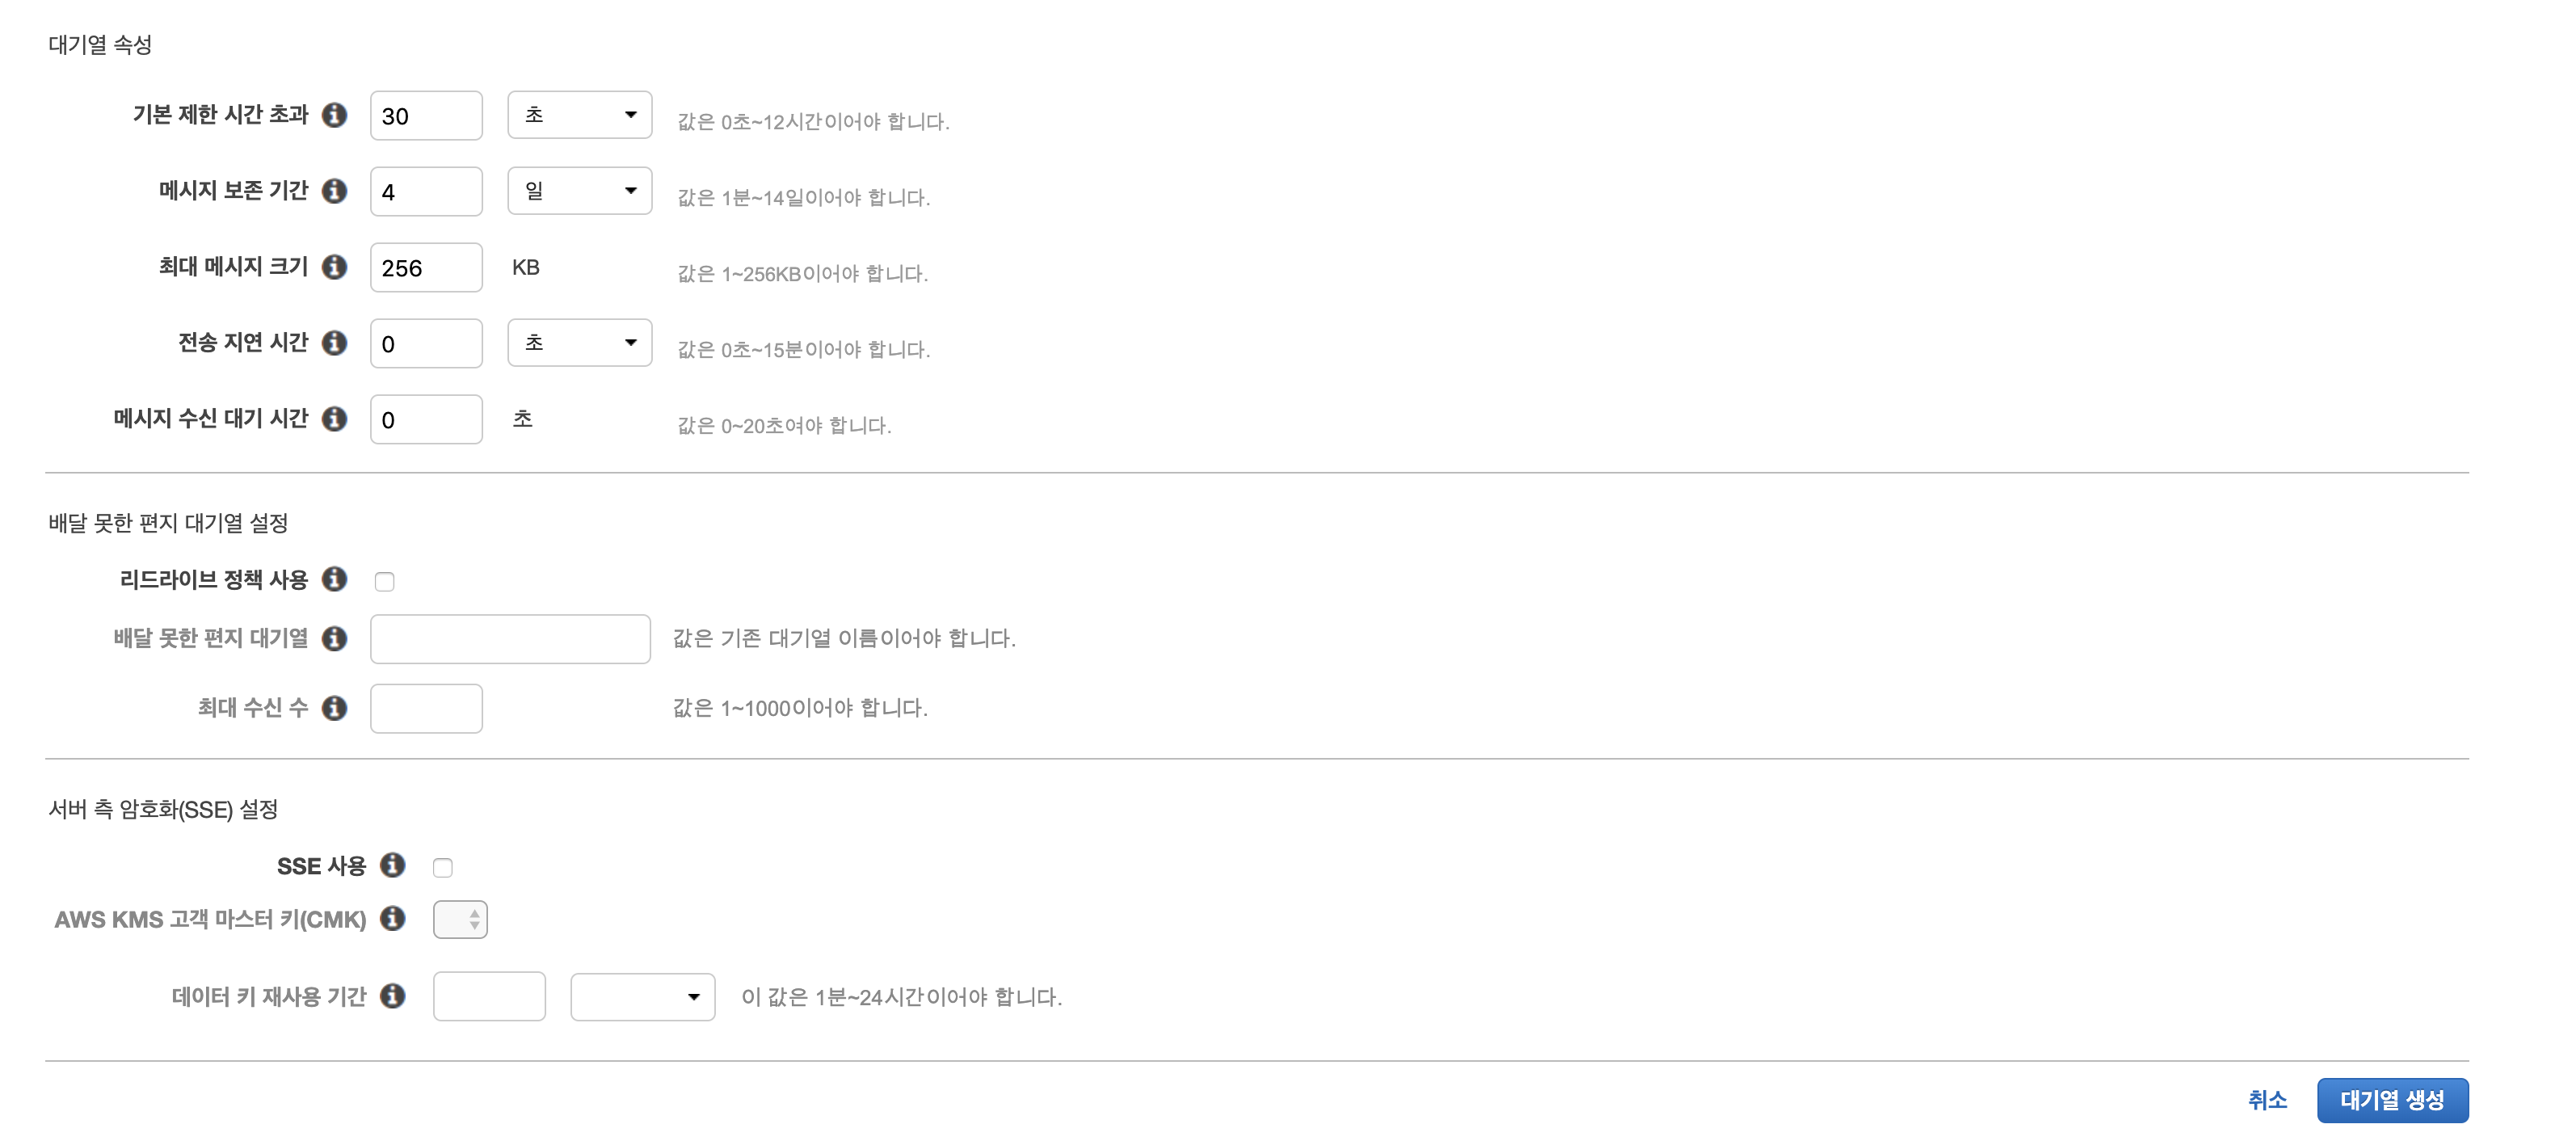 대기열 속성
기본 제한 시간 초과 30 초 값은 0초~12시간이어야 합니다.
메시지 보존 기간 4 일 값은 1분~14일이어야 합니다.
최대 메시지 크기 256 KB 값은 1~256KB이어야 합니다.
전송 지연 시간 0 초 값은 0초~15분이어야 합니다.
메시지 수신 대기 시간 0 초 값은 0~20초여야 합니다.
배달 못한 편지 대기열 설정
리드라이브 정책 사용
배달 못한 편지 대기열 값은 기존 대기열 이름이어야 합니다.
최대 수신 수 값은 1~1000이어야 합니다.
서버 측 암호화(SSE) 설정
SSE 사용
AWS KMS 고객 마스터 키(CMK)
데이터 키 재사용 기간 이 값은 1분~24시간이어야 합니다.
취소 대기열 생성